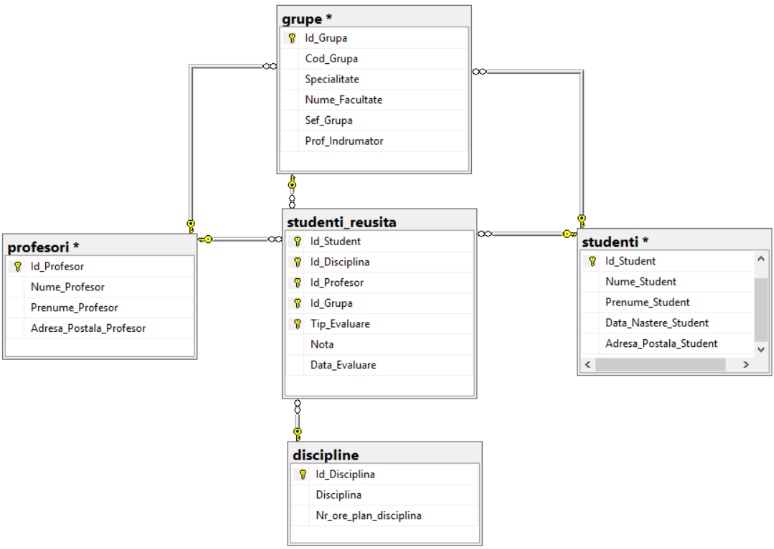 grupe *
Id_Grupa
Cod_Grupa
Specialitate
Nume_Facultate
Sef_Grupa
Prof_Indrumator
profesori *
Id_Profesor
Nume_Profesor
Prenume_Profesor
Adresa_Postala_Profesor
studenti_reusita
Id_Student
Id_Disciplina
Id_Profesor
Id_Grupa
Tip_Evaluare
Nota
Data_Evaluare
studenti *
Id_Student
Nume_Student
Prenume_Student
Data_Nastere_Student
Adresa_Postala_Student
discipline
Id_Disciplina
Disciplina
Nr_ore_plan_disciplina